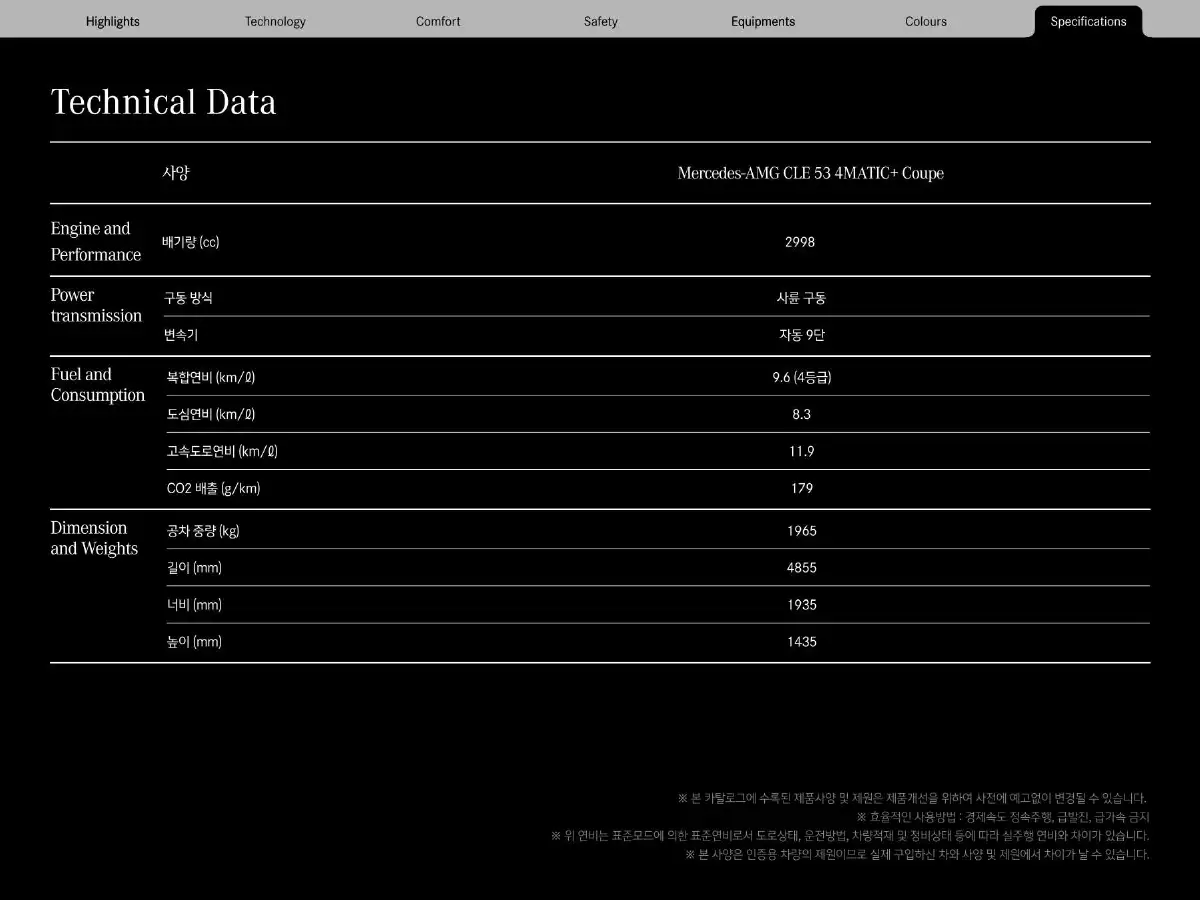 Highlights Technology Comfort Safety Equipments Colours Specifications
Technical Data
사양 Mercedes-AMG CLE 53 4MATIC+ Coupe
Engine and
Performance
배기량 (cc) 2998
Power
transmission
구동 방식 사륜 구동
변속기 자동 9단
Fuel and
Consumption
복합연비 (km/ℓ) 9.6 (4등급)
도심연비 (km/ℓ) 8.3
고속도로연비 (km/ℓ) 11.9
CO2 배출 (g/km) 179
Dimension
and Weights
공차 중량 (kg) 1965
길이 (mm) 4855
너비 (mm) 1935
높이 (mm) 1435
※ 본 카탈로그에 수록된 제품사양 및 제원은 제품개선을 위하여 사전에 예고없이 변경될 수 있습니다.
※ 효율적인 사용방법 : 경제속도 정속주행, 급발진, 급가속 금지
※ 위 연비는 표준모드에 의한 표준연비로서 도로상태, 운전방법, 차량적재 및 정비상태 등에 따라 실주행 연비와 차이가 있습니다.
※ 본 사양은 인증용 차량의 제원이므로 실제 구입하신 차와 사양 및 제원에서 차이가 날 수 있습니다.